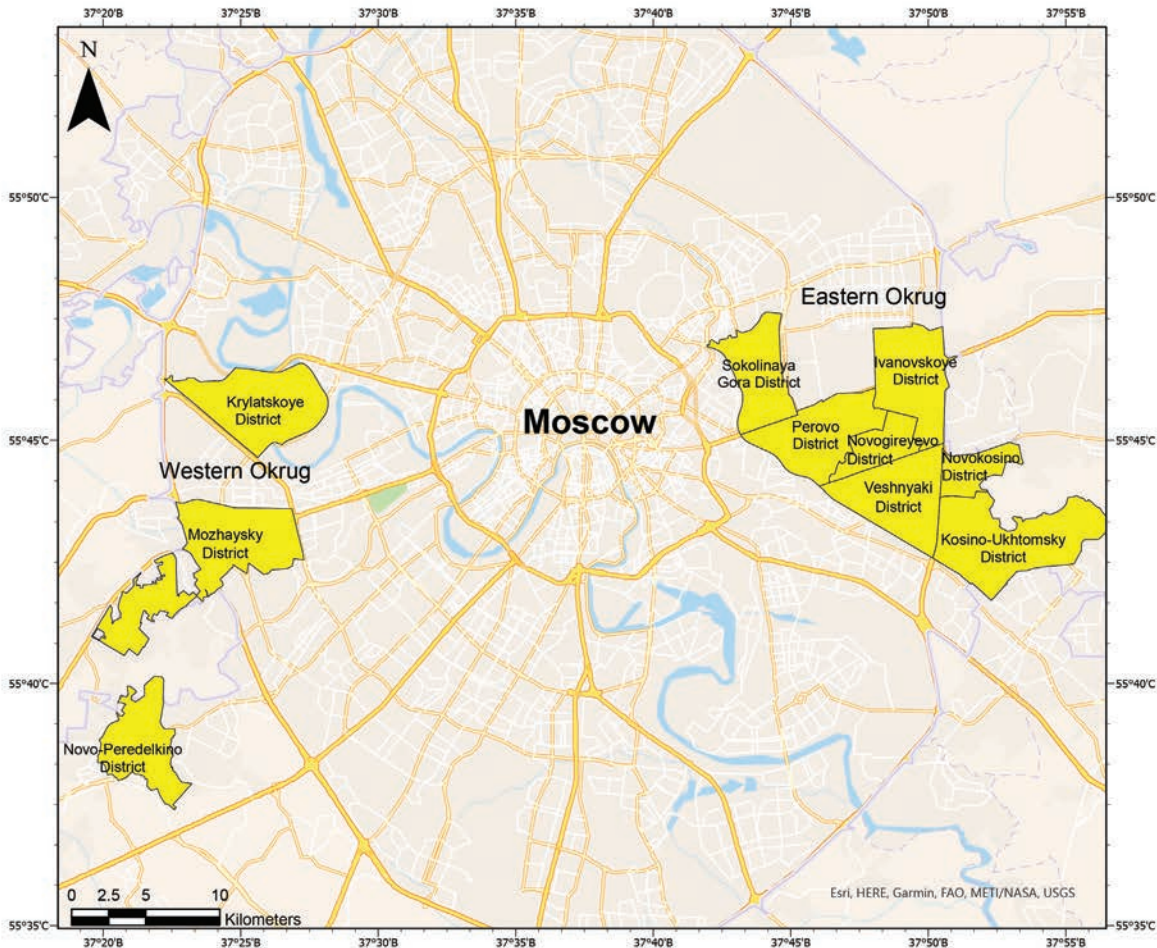 37°20'B 37°25'B 37°30'B 37°35'B 37°40'B 37°45'B 37°50'B 37°55'B
N
55°50'C 55°50'C
Eastern Okrug
Sokolinaya
Gora District
Ivanovskoye
District
Krylatskoye
District
Moscow
Perovo
District
Novogireyevo
District
55°45'C 55°45'C
Western Okrug
Novokosino
District
Veshnyaki
District
Mozhaysky
District
Kosino-Ukhtomsky
District
55°40'C 55°40'C
Novo-Peredelkino
District
0 2.5 5 10
Kilometers
Esri, HERE, Garmin, FAO, METI/NASA, USGS
55°35'C 55°35'C
37°20'B 37°25'B 37°30'B 37°35'B 37°40'B 37°45'B 37°50'B 37°55'B